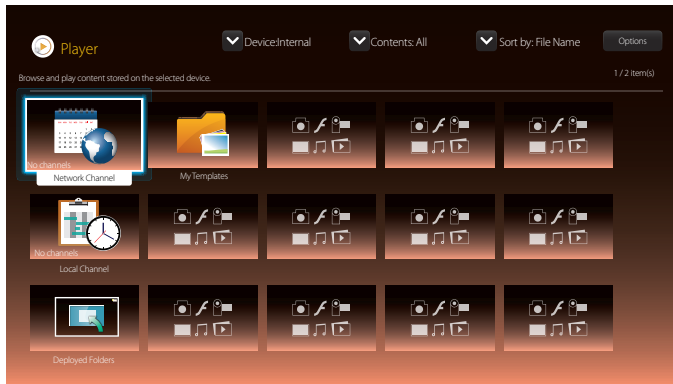 Player
Device:Internal
Contents: All
Sort by: File Name
Options
Browse and play content stored on the selected device.
1 / 2 item(s)
No channels
Network Channel
My Templates
No channels
Local Channel
Deployed Folders